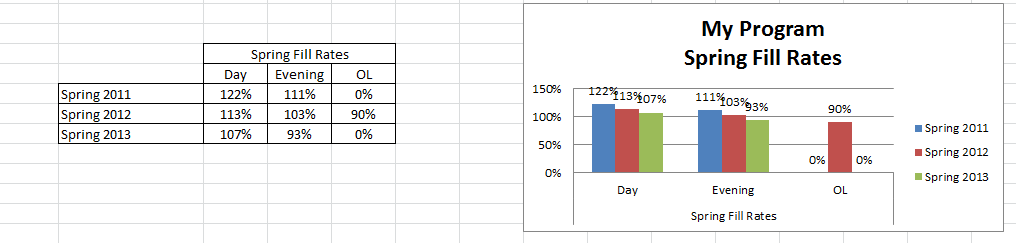 Spring Fill Rates
Day Evening OL
Spring 2011 122% 111% 0%
Spring 2012 113% 103% 90%
Spring 2013 107% 93% 0%
My Program
Spring Fill Rates
150%
100%
50%
0%
122% 113% 107%
111% 103% 93%
0% 90% 0%
Day Evening OL
Spring Fill Rates
Spring 2011
Spring 2012
Spring 2013